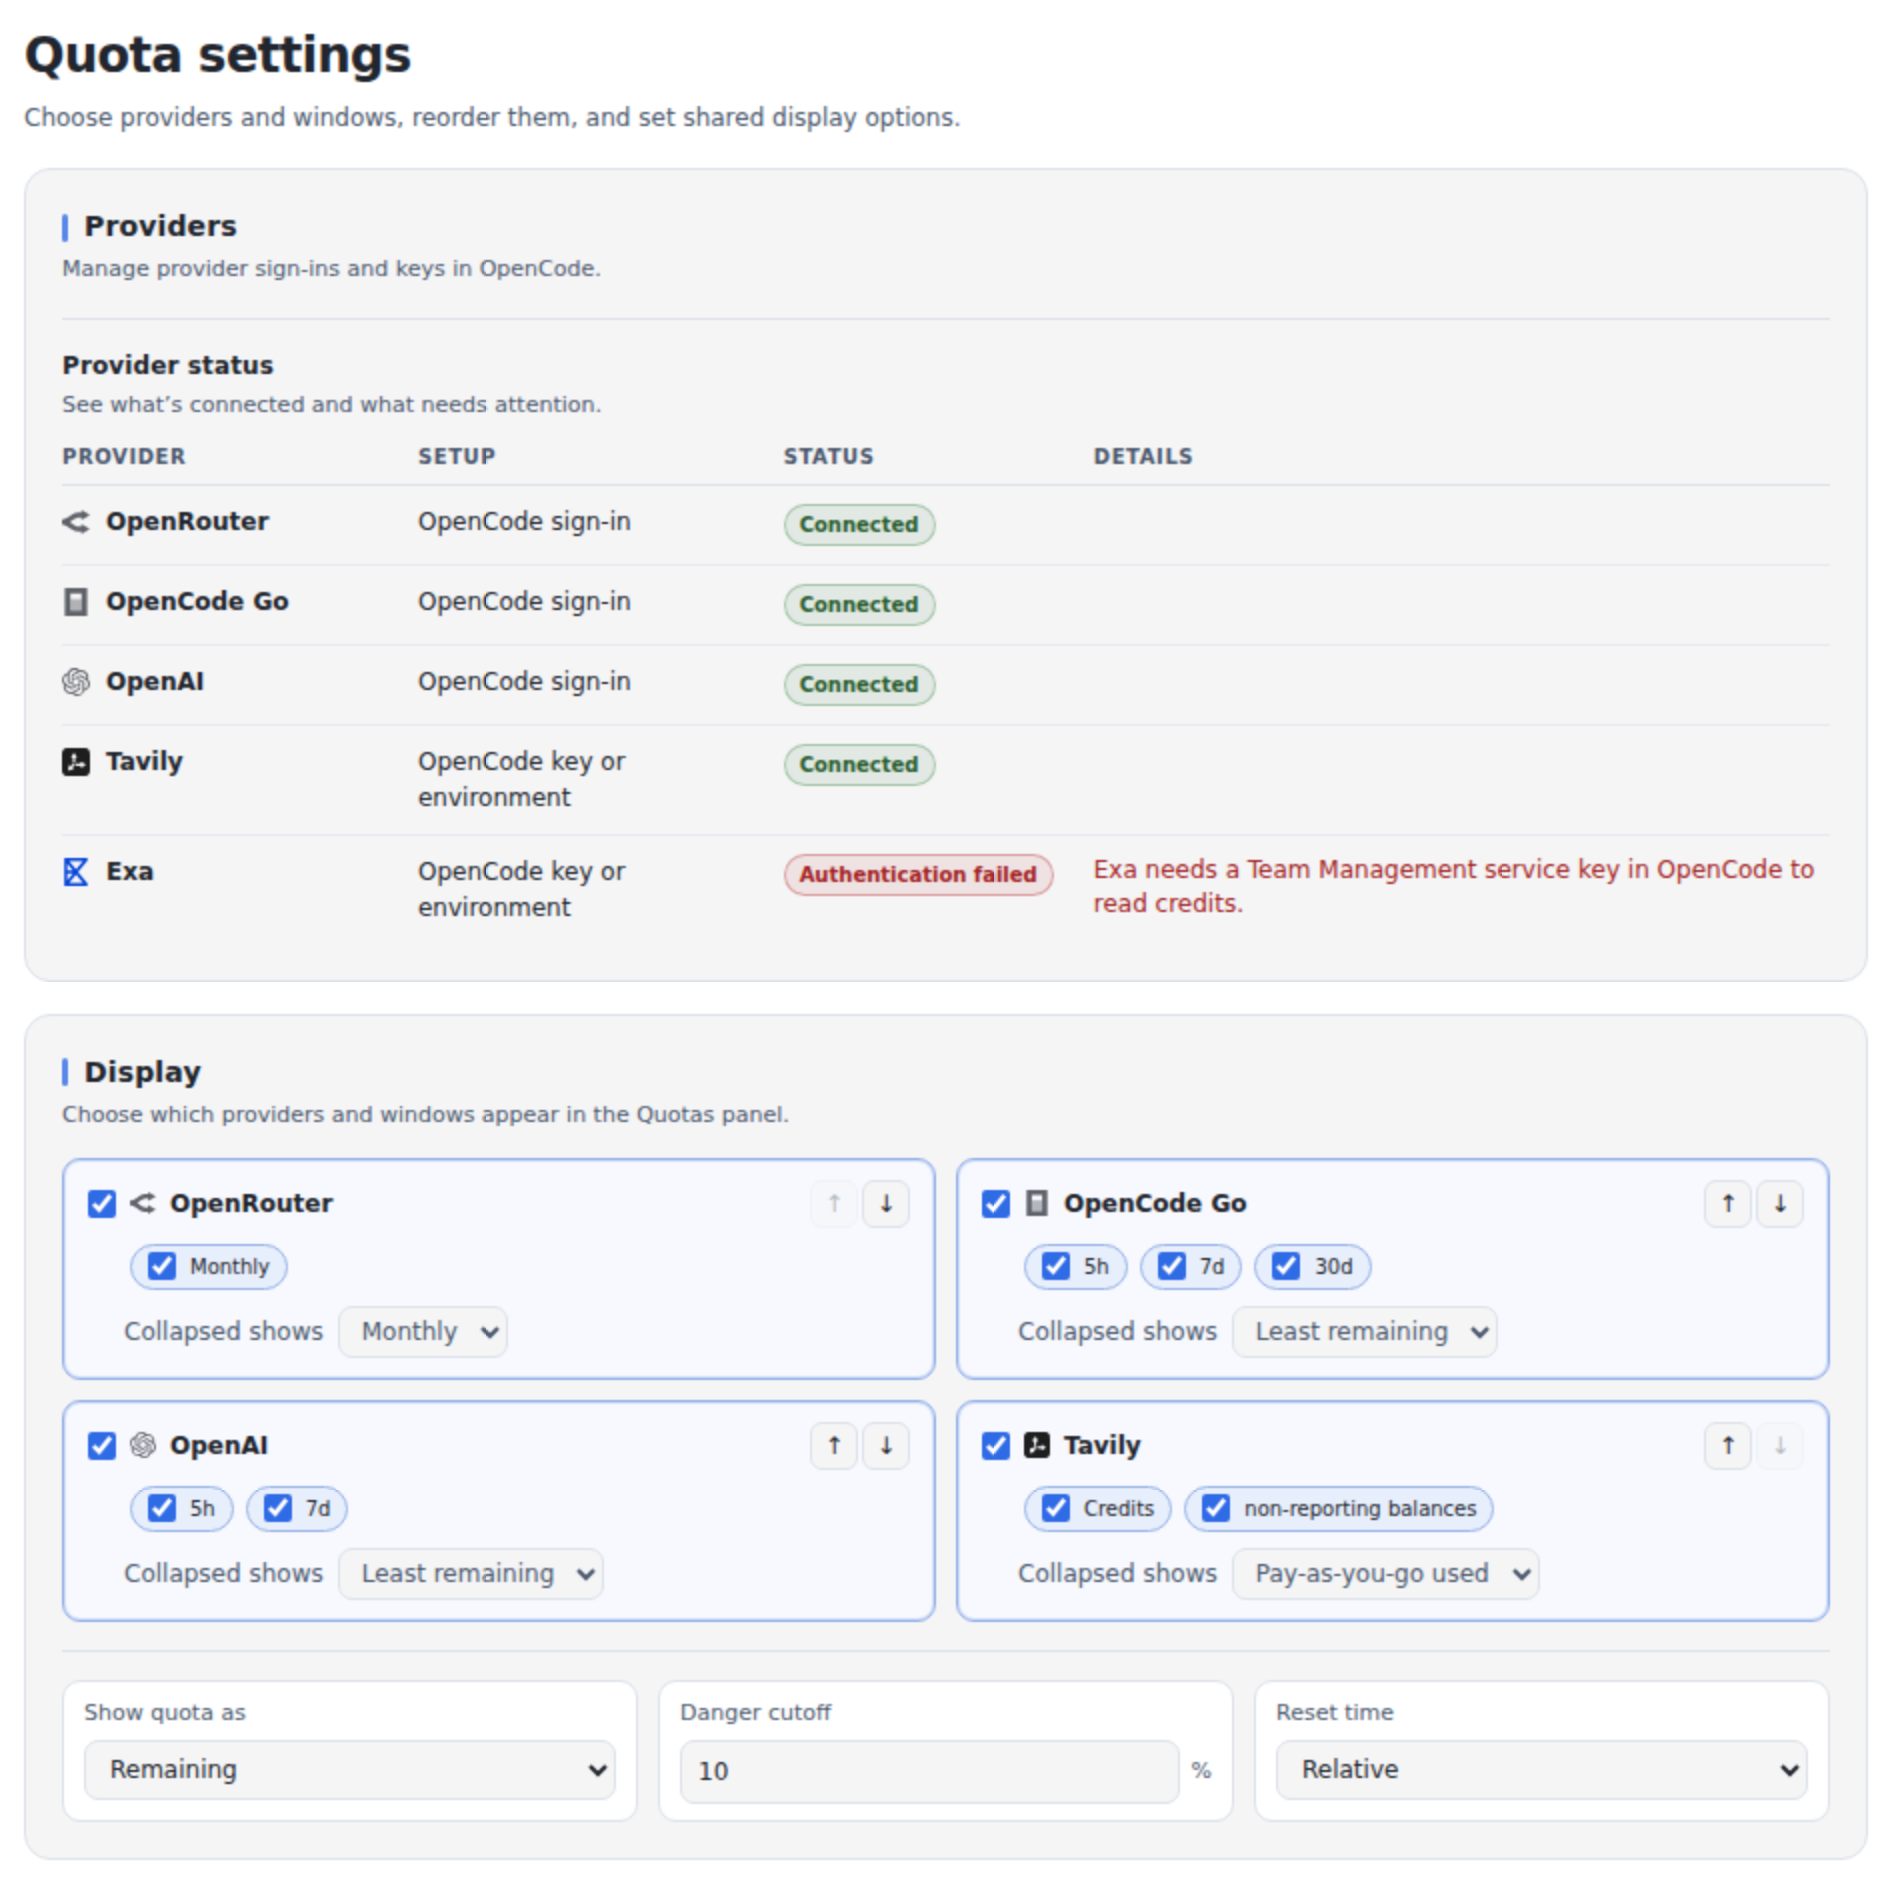 Quota settings
Choose providers and windows, reorder them, and set shared display options.
Providers
Manage provider sign-ins and keys in OpenCode.
Provider status
See what’s connected and what needs attention.
PROVIDER SETUP STATUS DETAILS
OpenRouter OpenCode sign-in Connected
OpenCode Go OpenCode sign-in Connected
OpenAI OpenCode sign-in Connected
Tavily OpenCode key or Connected
environment
Exa OpenCode key or Authentication failed Exa needs a Team Management service key in OpenCode to
environment read credits.
Display
Choose which providers and windows appear in the Quotas panel.
OpenRouter ↑ ↓
Monthly
Collapsed shows Monthly
OpenCode Go ↑ ↓
5h 7d 30d
Collapsed shows Least remaining
OpenAI ↑ ↓
5h 7d
Collapsed shows Least remaining
Tavily ↑ ↓
Credits non-reporting balances
Collapsed shows Pay-as-you-go used
Show quota as
Remaining
Danger cutoff
10 %
Reset time
Relative